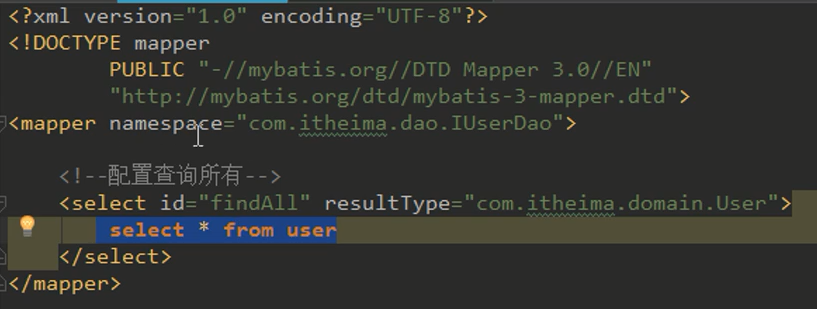 <?xml version="1.0" encoding="UTF-8"?>
<!DOCTYPE mapper
PUBLIC "-//mybatis.org//DTD Mapper 3.0//EN"
"http://mybatis.org/dtd/mybatis-3-mapper.dtd">
<mapper namespace="com.itheima.dao.IUserDao">
<!--配置查询所有-->
<select id="findAll" resultType="com.itheima.domain.User">
select * from user
</select>
</mapper>